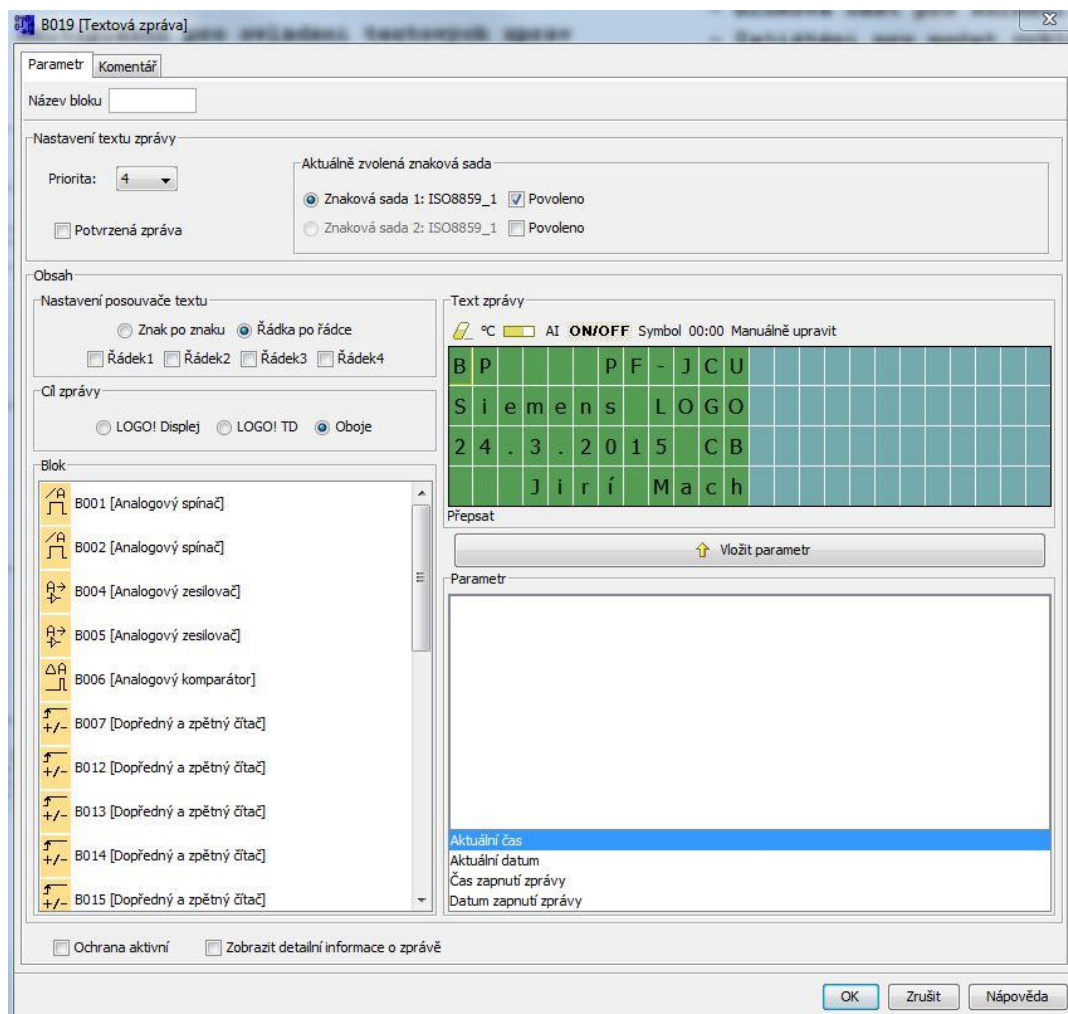 B019 [Textová zpráva]
Parametr Komentář
Název bloku
Nastavení textu zprávy
Priorita: 4
Potvrzená zpráva
Aktuálně zvolená znaková sada
Znaková sada 1: ISO8859_1 Povoleno
Znaková sada 2: ISO8859_1 Povoleno
Obsah
Nastavení posouvače textu
Znak po znaku Řádka po řádce
Řádek1 Řádek2 Řádek3 Řádek4
Cíl zprávy
LOGO! Displej LOGO! TD Oboje
Blok
B001 [Analogový spínač]
B002 [Analogový spínač]
B004 [Analogový zesilovač]
B005 [Analogový zesilovač]
B006 [Analogový komparátor]
B007 [Dopředný a zpětný čítač]
B012 [Dopředný a zpětný čítač]
B013 [Dopředný a zpětný čítač]
B014 [Dopředný a zpětný čítač]
B015 [Dopředný a zpětný čítač]
Text zprávy
°C AI ON/OFF Symbol 00:00 Manuálně upravit
BP PF-JCU
Siemens LOGO
24.3.2015 CB
Jirí Mach
Přepsat
Vložit parametr
Parametr
Aktuální čas
Aktuální datum
Čas zapnutí zprávy
Datum zapnutí zprávy
Ochrana aktivní Zobrazit detailní informace o zprávě
OK Zrušit Nápověda